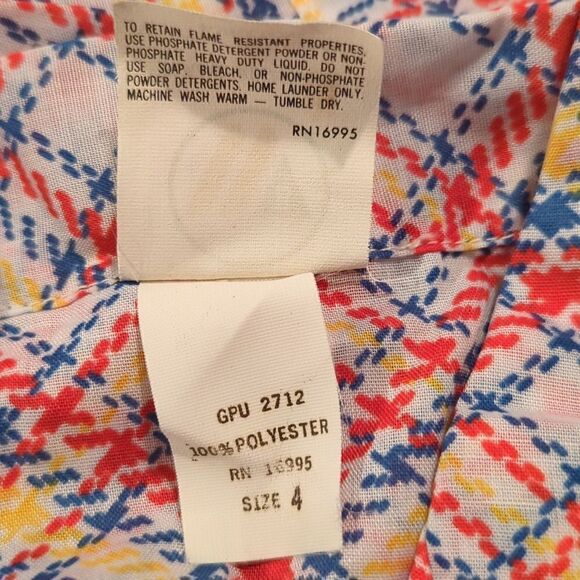 TO RETAIN FLAME RESISTANT PROPERTIES,
USE PHOSPHATE DETERGENT POWDER OR NON-
PHOSPHATE HEAVY DUTY LIQUID. DO NOT
USE SOAP, BLEACH, OR NON-PHOSPHATE
POWDER DETERGENTS. HOME LAUNDER ONLY.
MACHINE WASH WARM — TUMBLE DRY.
RN16995
GPU 2712
100% POLYESTER
RN 16995
SIZE 4